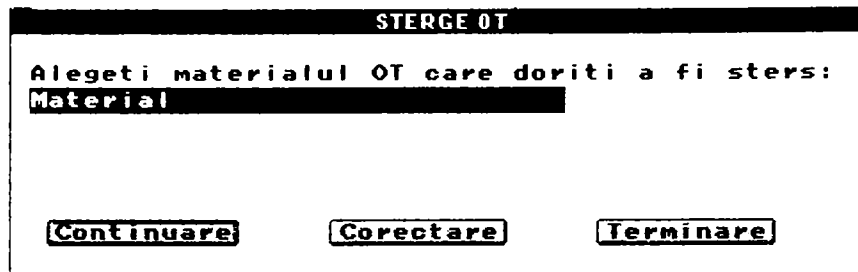 STERGE OT
Alegeti materialul OT care doriti a fi sters:
Material
Continuare Corectare Terminare